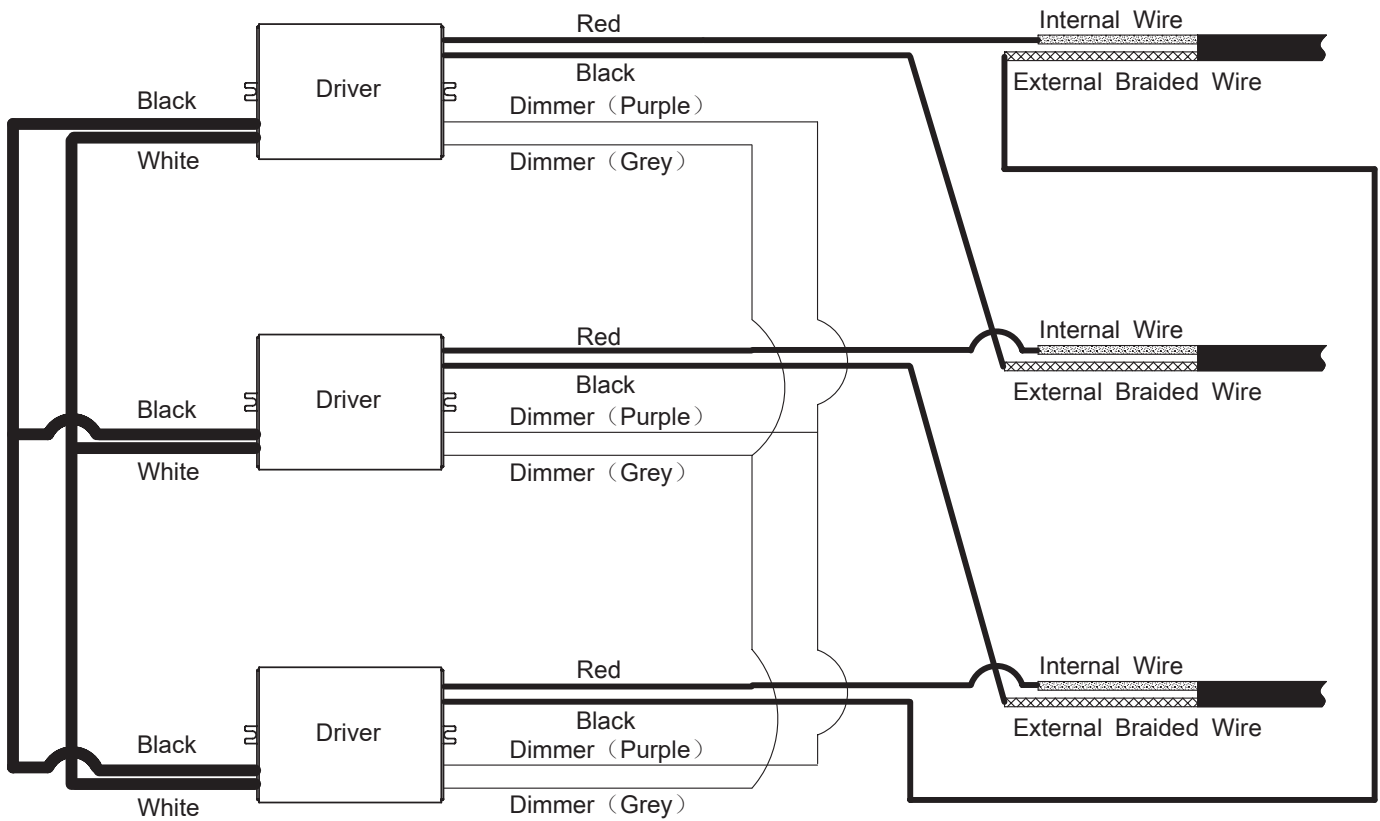 Red
Internal Wire
Black
External Braided Wire
Driver
Black
Dimmer（Purple）
White
Dimmer（Grey）
Red
Internal Wire
Black
External Braided Wire
Driver
Black
Dimmer（Purple）
White
Dimmer（Grey）
Red
Internal Wire
Black
External Braided Wire
Driver
Black
Dimmer（Purple）
White
Dimmer（Grey）